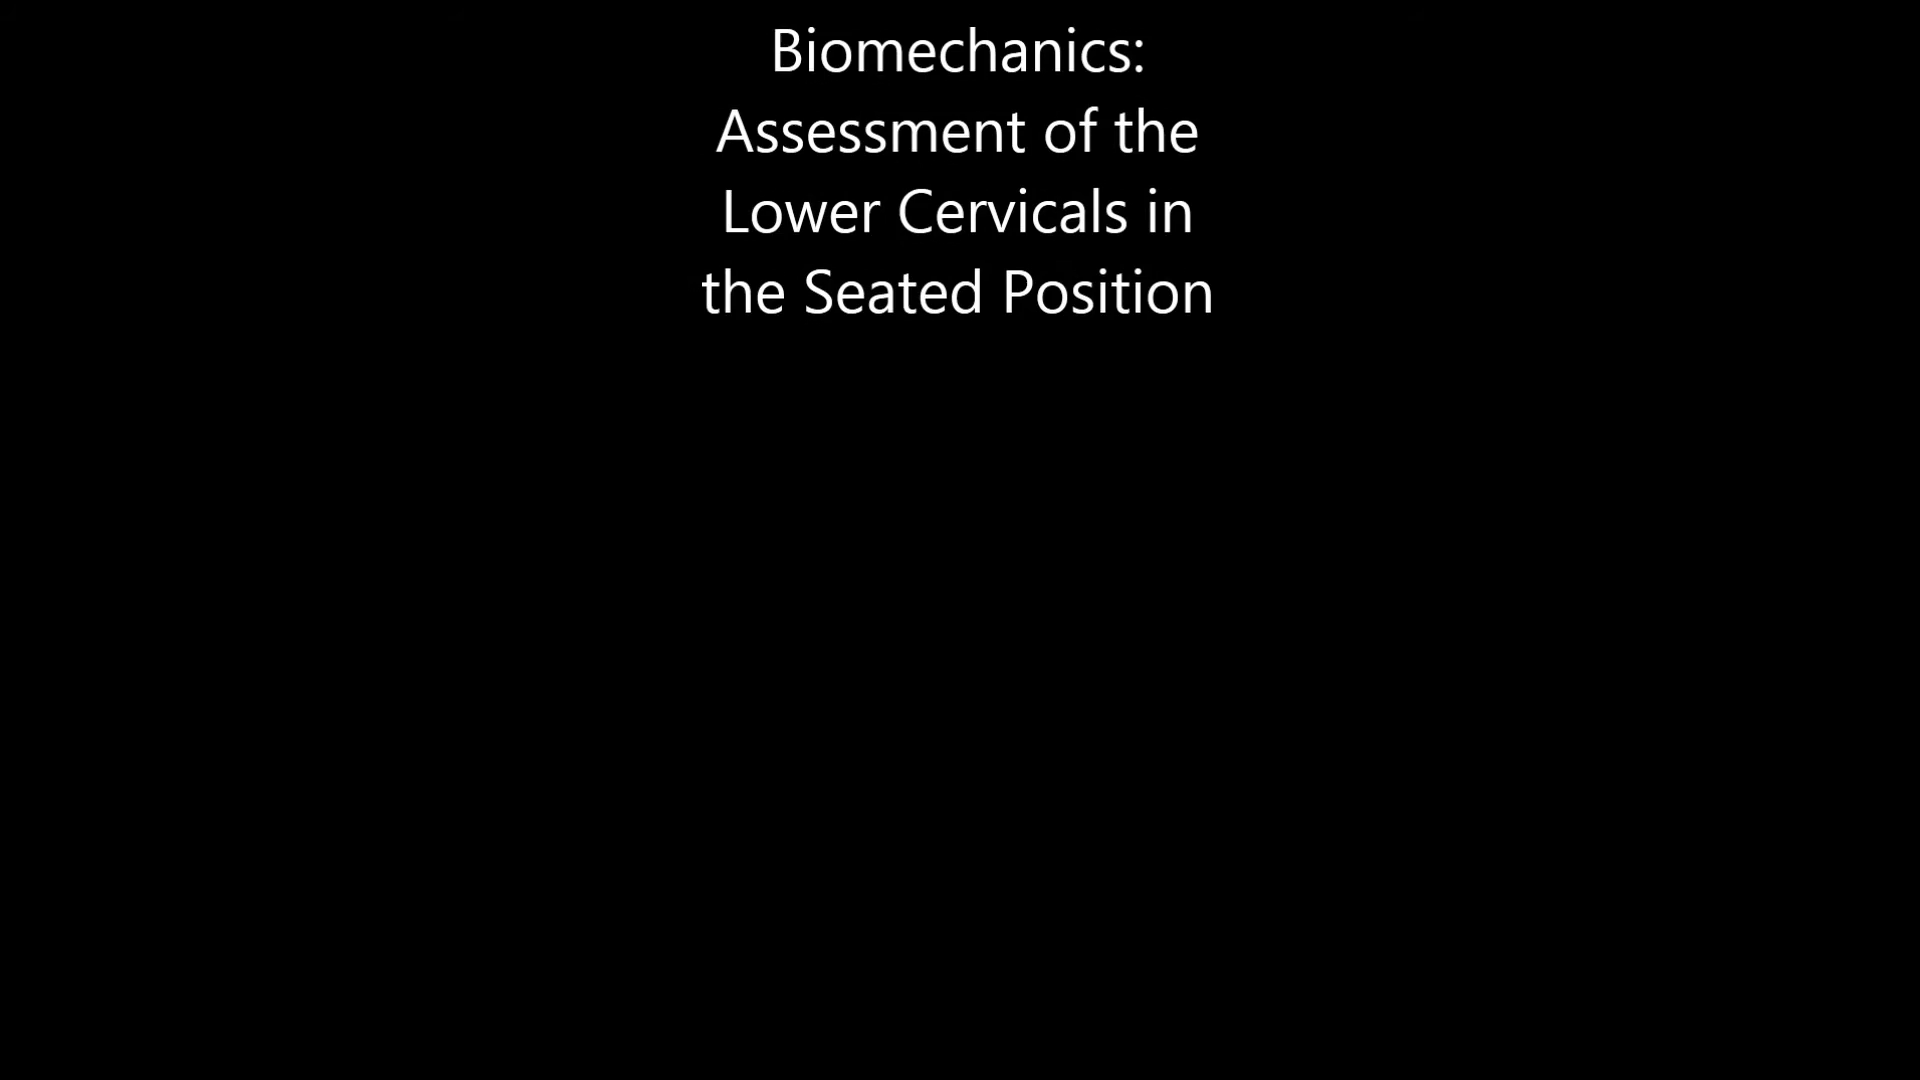 Biomechanics:
Assessment of the
Lower Cervicals in
the Seated Position